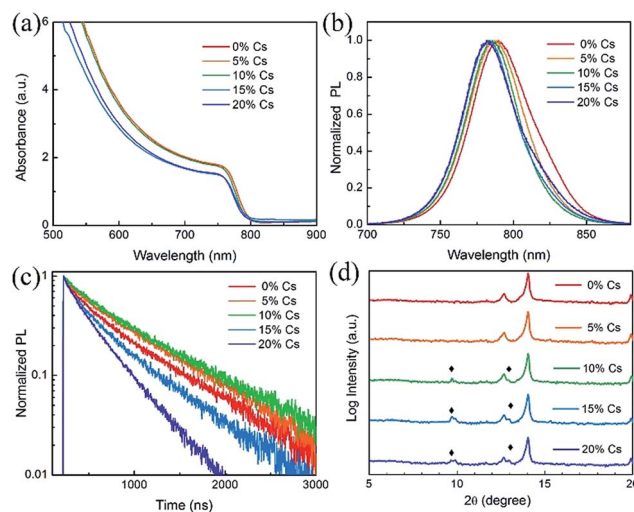 (a)
6
4
2
0
Absorbance (a.u.)
0% Cs
5% Cs
10% Cs
15% Cs
20% Cs
500 600 700 800 900
Wavelength (nm)
(b)
1.0
0.8
0.6
0.4
0.2
0.0
Normalized PL
0% Cs
5% Cs
10% Cs
15% Cs
20% Cs
700 750 800 850
Wavelength (nm)
(c)
1
0.1
0.01
Normalized PL
0% Cs
5% Cs
10% Cs
15% Cs
20% Cs
1000 2000 3000
Time (ns)
(d)
Log Intensity (a.u.)
0% Cs
5% Cs
10% Cs
15% Cs
20% Cs
5 10 15 20
2θ (degree)